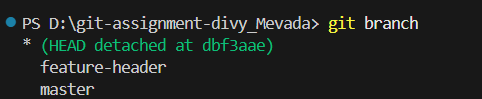 PS D:\git-assignment-divy_Mevada> git branch
* (HEAD detached at dbf3aae)
feature-header
master